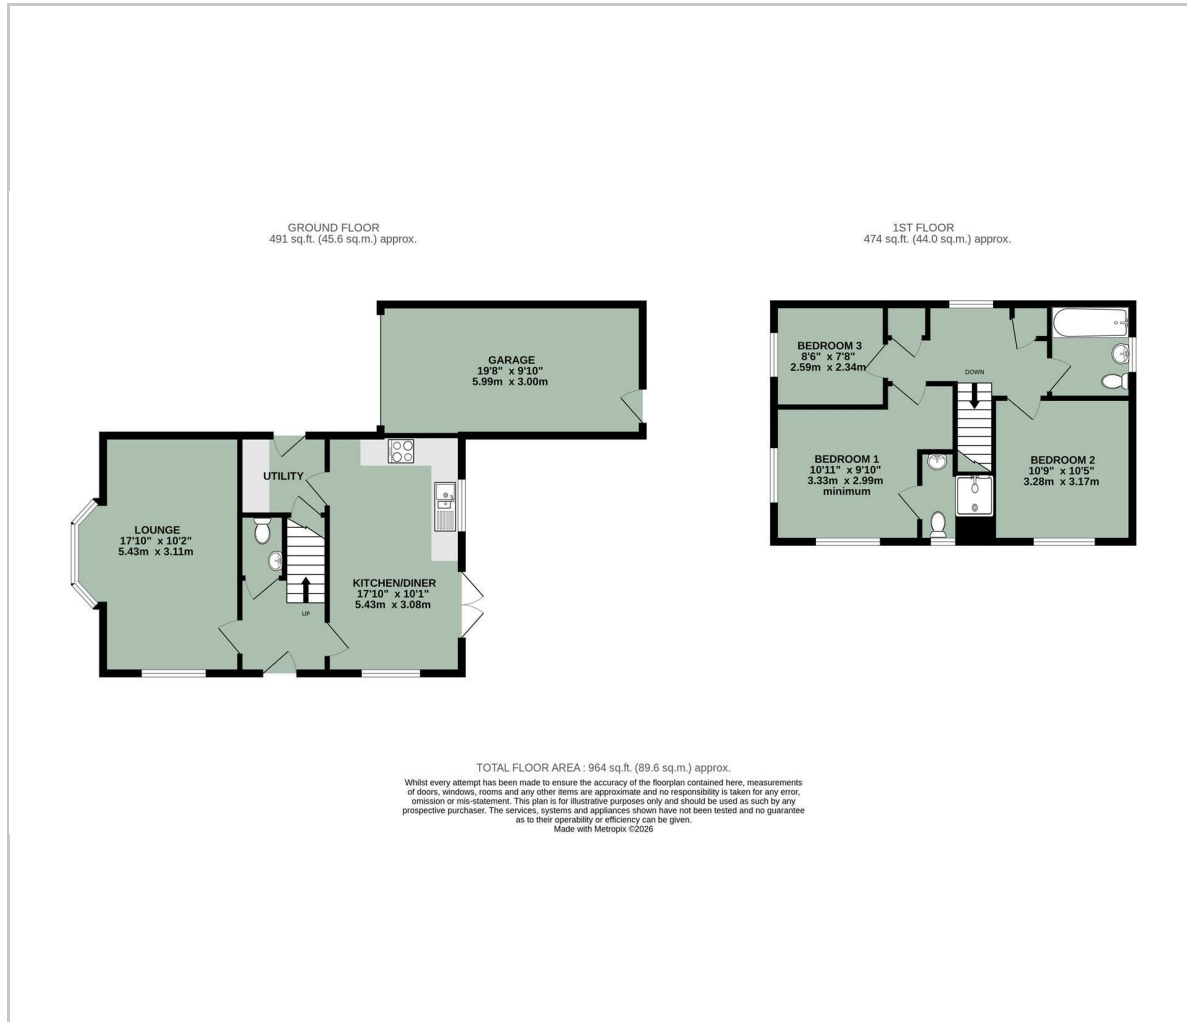 GROUND FLOOR
491 sq.ft. (45.6 sq.m.) approx.
1ST FLOOR
474 sq.ft. (44.0 sq.m.) approx.
GARAGE
19'8" x 9'10"
5.99m x 3.00m
UTILITY
LOUNGE
17'10" x 10'2"
5.43m x 3.11m
KITCHEN/DINER
17'10" x 10'1"
5.43m x 3.08m
UP
BEDROOM 3
8'6" x 7'8"
2.59m x 2.34m
DOWN
BEDROOM 1
10'11" x 9'10"
3.33m x 2.99m
minimum
BEDROOM 2
10'9" x 10'5"
3.28m x 3.17m
TOTAL FLOOR AREA : 964 sq.ft. (89.6 sq.m.) approx.
Whilst every attempt has been made to ensure the accuracy of the floorplan contained here, measurements
of doors, windows, rooms and any other items are approximate and no responsibility is taken for any error,
omission or mis-statement. This plan is for illustrative purposes only and should be used as such by any
prospective purchaser. The services, systems and appliances shown have not been tested and no guarantee
as to their operability or efficiency can be given.
Made with Metropix ©2026